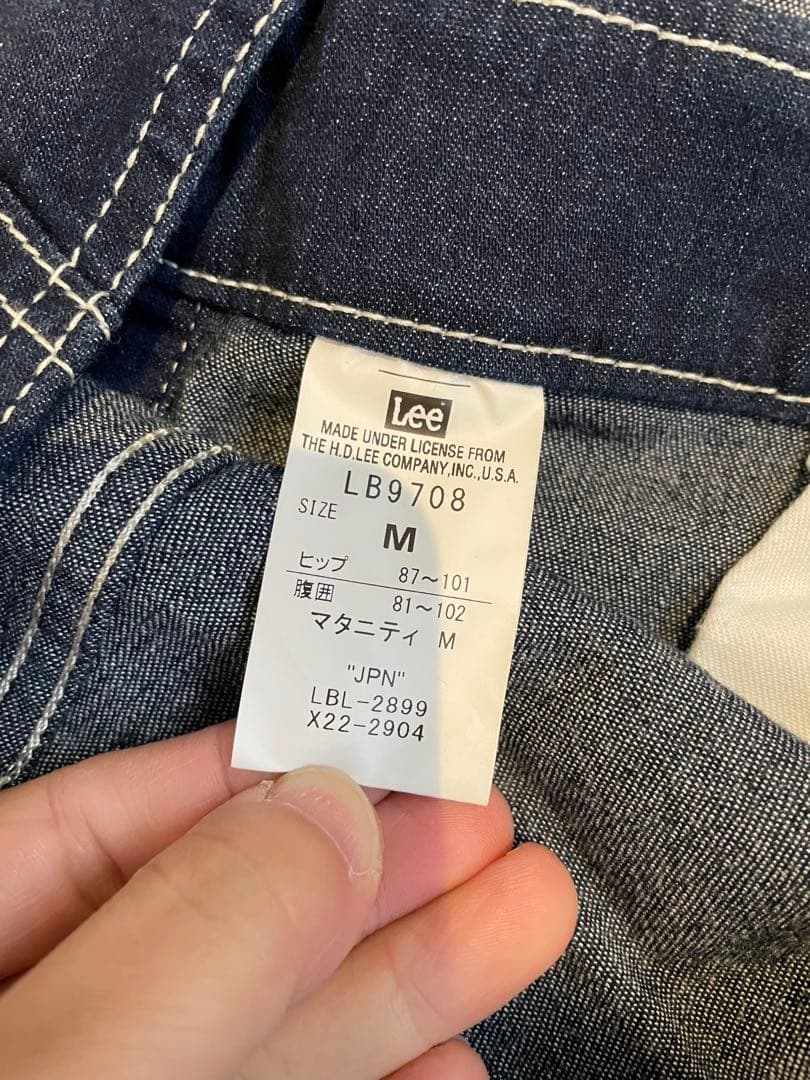 Lee
MADE UNDER LICENSE FROM
THE H.D.LEE COMPANY,INC.,U.S.A.
LB9708
SIZE
M
ヒップ 87～101
腹囲 81～102
マタニティ M
"JPN"
LBL-2899
X22-2904